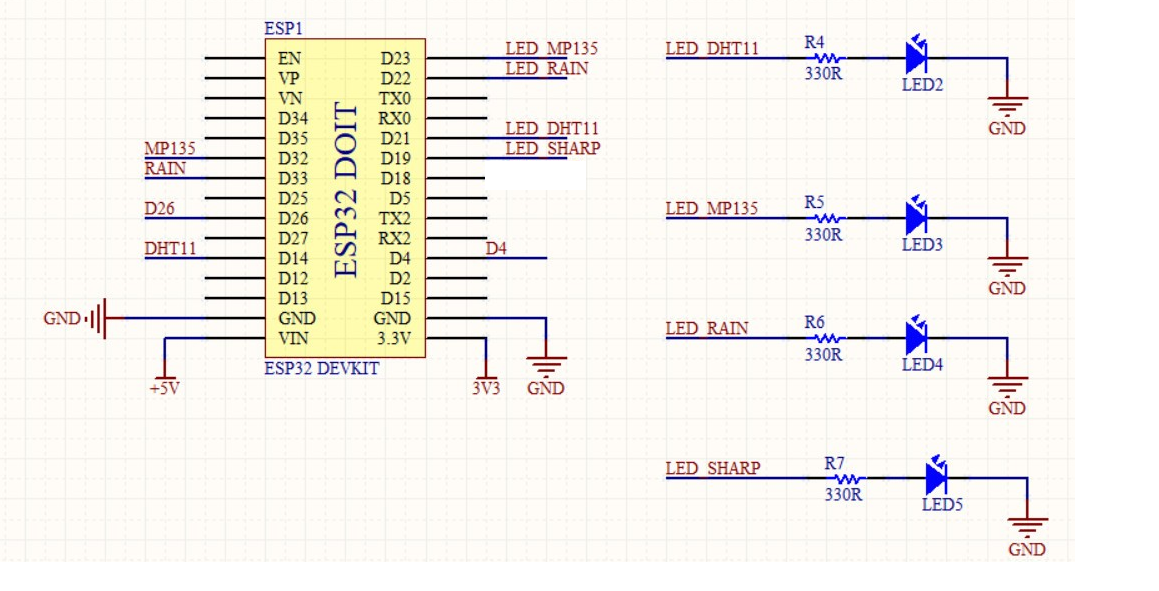 ESP1
EN
VP
VN
D34
D35
D32
D33
D25
D26
D27
D14
D12
D13
GND
VIN
D23
D22
TX0
RX0
D21
D19
D18
D5
TX2
RX2
D4
D2
D15
GND
3.3V
ESP32 DOIT
ESP32 DEVKIT
MP135
RAIN
D26
DHT11
GND
+5V
LED_MP135
LED_RAIN
LED_DHT11
LED_SHARP
D4
3V3
GND
LED_DHT11
R4
330R
LED2
GND
LED_MP135
R5
330R
LED3
GND
LED_RAIN
R6
330R
LED4
GND
LED_SHARP
R7
330R
LED5
GND